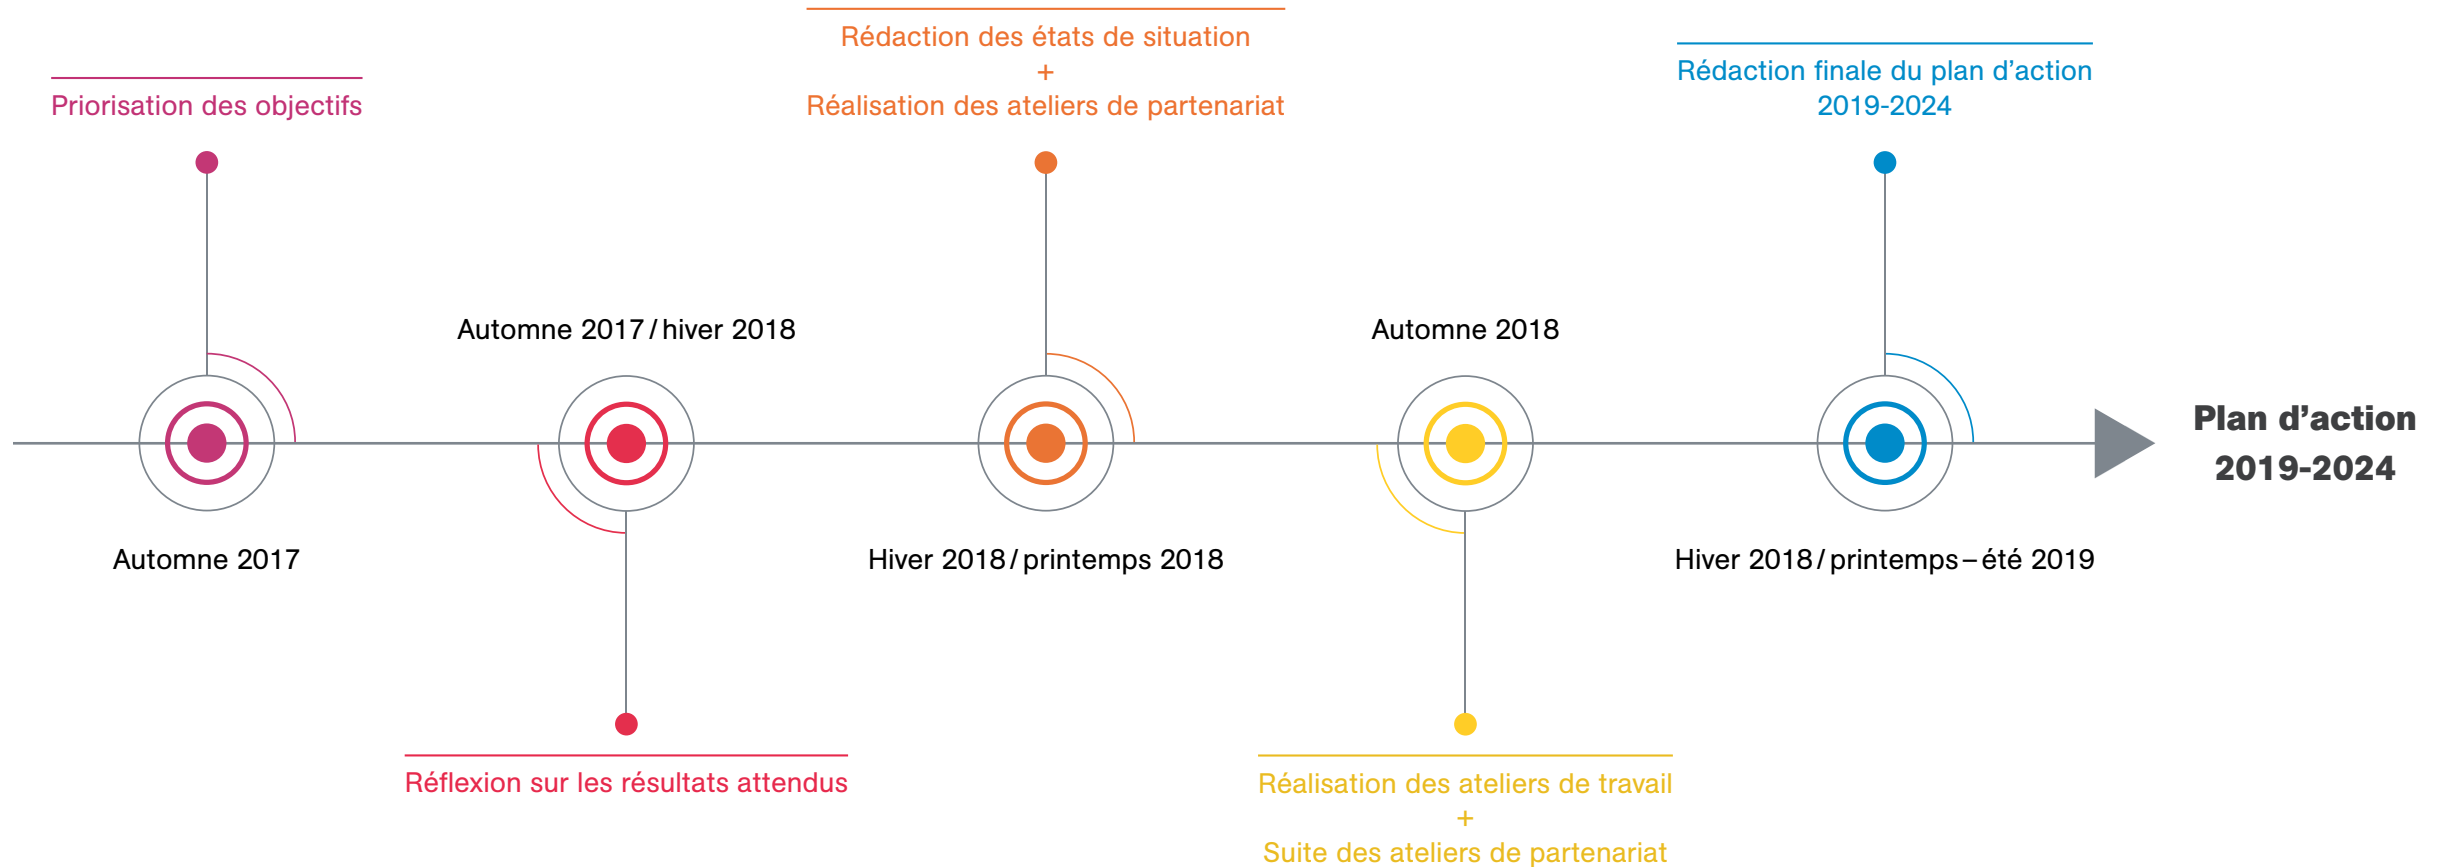 Priorisation des objectifs
Automne 2017
Automne 2017 / hiver 2018
Réflexion sur les résultats attendus
Rédaction des états de situation
+
Réalisation des ateliers de partenariat
Hiver 2018 / printemps 2018
Automne 2018
Réalisation des ateliers de travail
+
Suite des ateliers de partenariat
Rédaction finale du plan d’action
2019-2024
Hiver 2018 / printemps – été 2019
Plan d’action
2019-2024